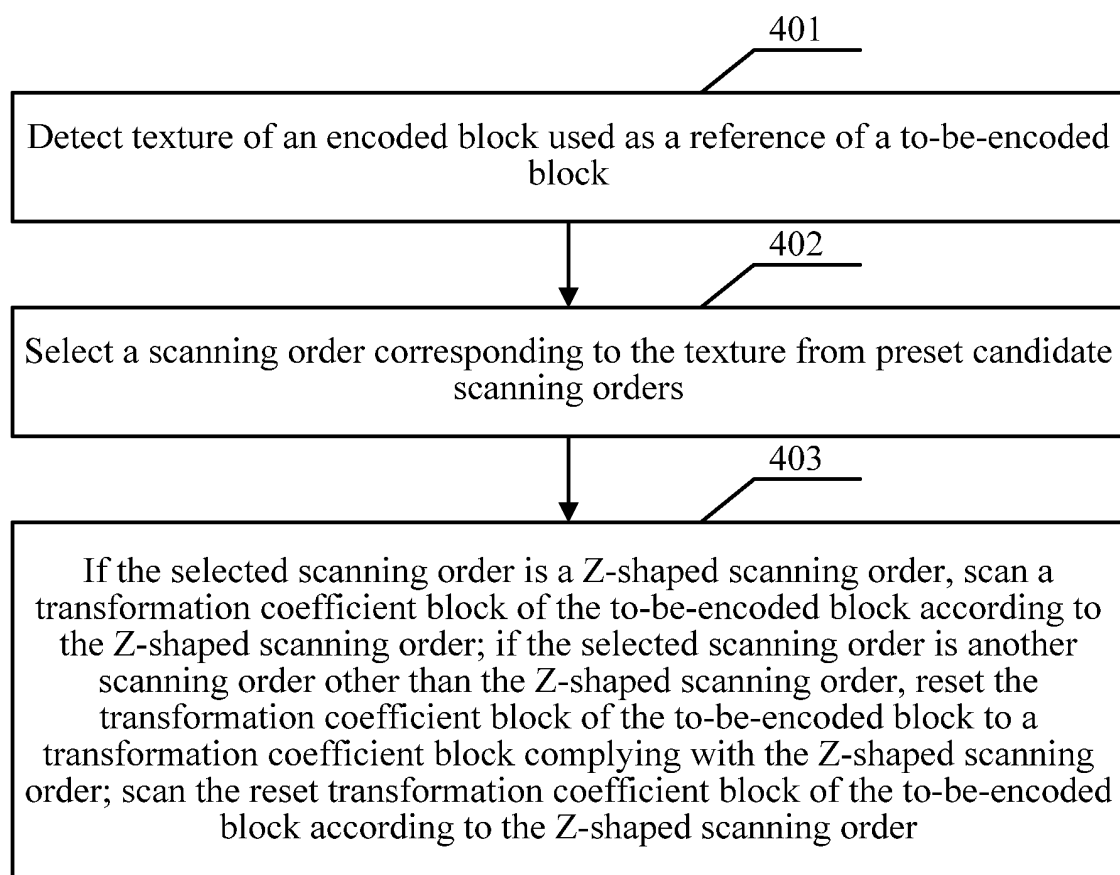 401
Detect texture of an encoded block used as a reference of a to-be-encoded
block
402
Select a scanning order corresponding to the texture from preset candidate
scanning orders
403
If the selected scanning order is a Z-shaped scanning order, scan a
transformation coefficient block of the to-be-encoded block according to
the Z-shaped scanning order; if the selected scanning order is another
scanning order other than the Z-shaped scanning order, reset the
transformation coefficient block of the to-be-encoded block to a
transformation coefficient block complying with the Z-shaped scanning
order; scan the reset transformation coefficient block of the to-be-encoded
block according to the Z-shaped scanning order